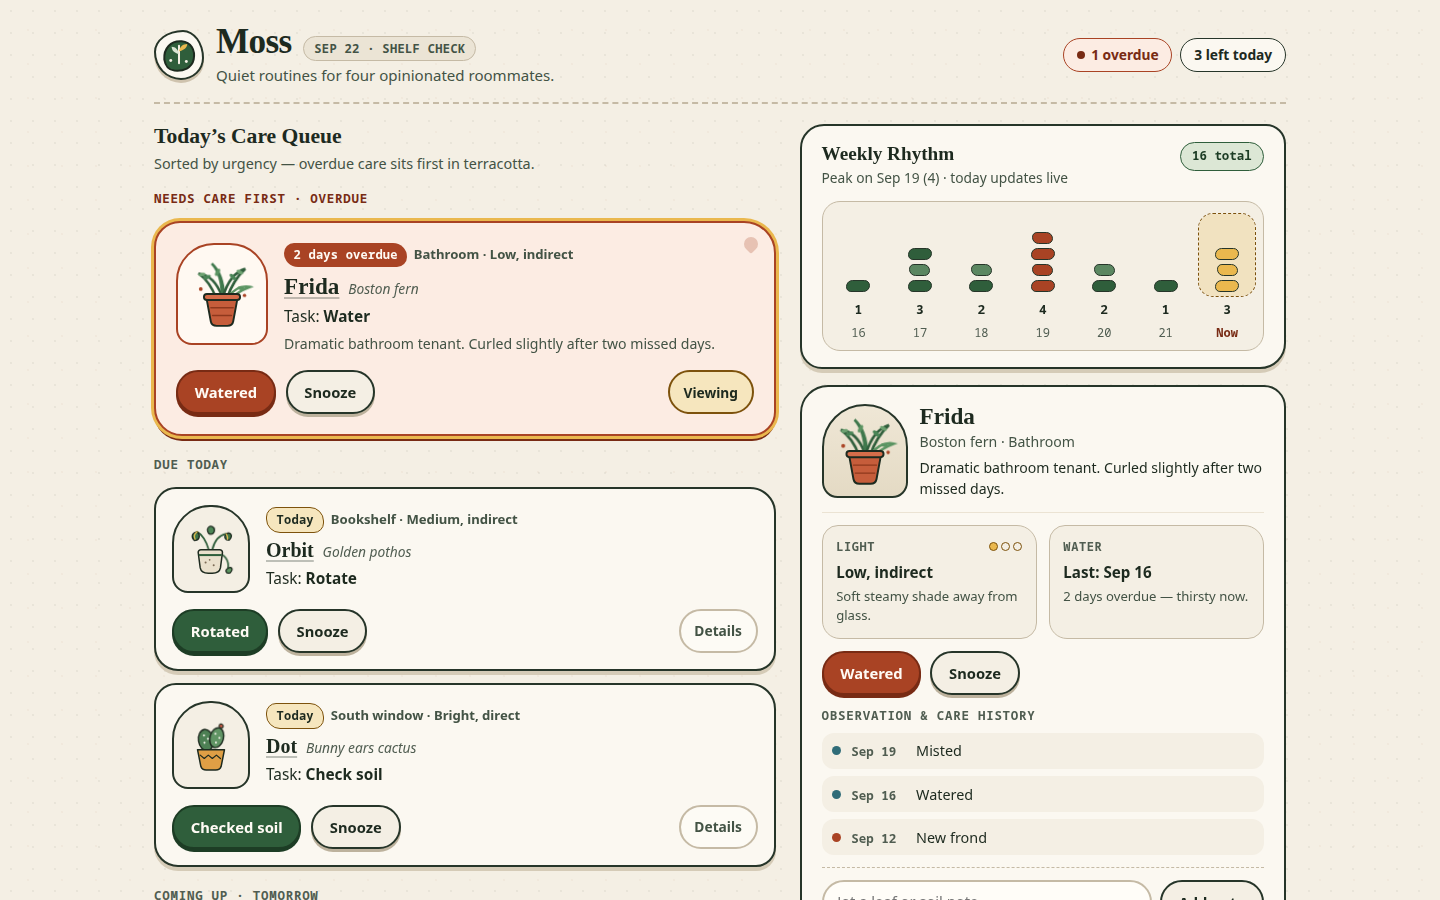 Moss
SEP 22 · SHELF CHECK
Quiet routines for four opinionated roommates.
1 overdue
3 left today
Today’s Care Queue
Sorted by urgency — overdue care sits first in terracotta.
NEEDS CARE FIRST · OVERDUE
2 days overdue
Bathroom · Low, indirect
Frida Boston fern
Task: Water
Dramatic bathroom tenant. Curled slightly after two missed days.
Watered
Snooze
Viewing
DUE TODAY
Today
Bookshelf · Medium, indirect
Orbit Golden pothos
Task: Rotate
Rotated
Snooze
Details
Today
South window · Bright, direct
Dot Bunny ears cactus
Task: Check soil
Checked soil
Snooze
Details
COMING UP · TOMORROW
Weekly Rhythm
16 total
Peak on Sep 19 (4) · today updates live
1 3 2 4 2 1 3
16 17 18 19 20 21 Now
Frida
Boston fern · Bathroom
Dramatic bathroom tenant. Curled slightly after two
missed days.
LIGHT
Low, indirect
Soft steamy shade away from
glass.
WATER
Last: Sep 16
2 days overdue — thirsty now.
Watered
Snooze
OBSERVATION & CARE HISTORY
Sep 19 Misted
Sep 16 Watered
Sep 12 New frond